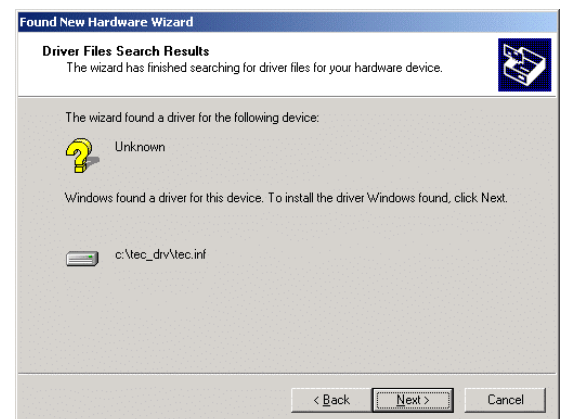 Found New Hardware Wizard
Driver Files Search Results
The wizard has finished searching for driver files for your hardware device.
The wizard found a driver for the following device:
Unknown
Windows found a driver for this device. To install the driver Windows found, click Next.
c:\tec_drv\tec.inf
< Back
Next >
Cancel